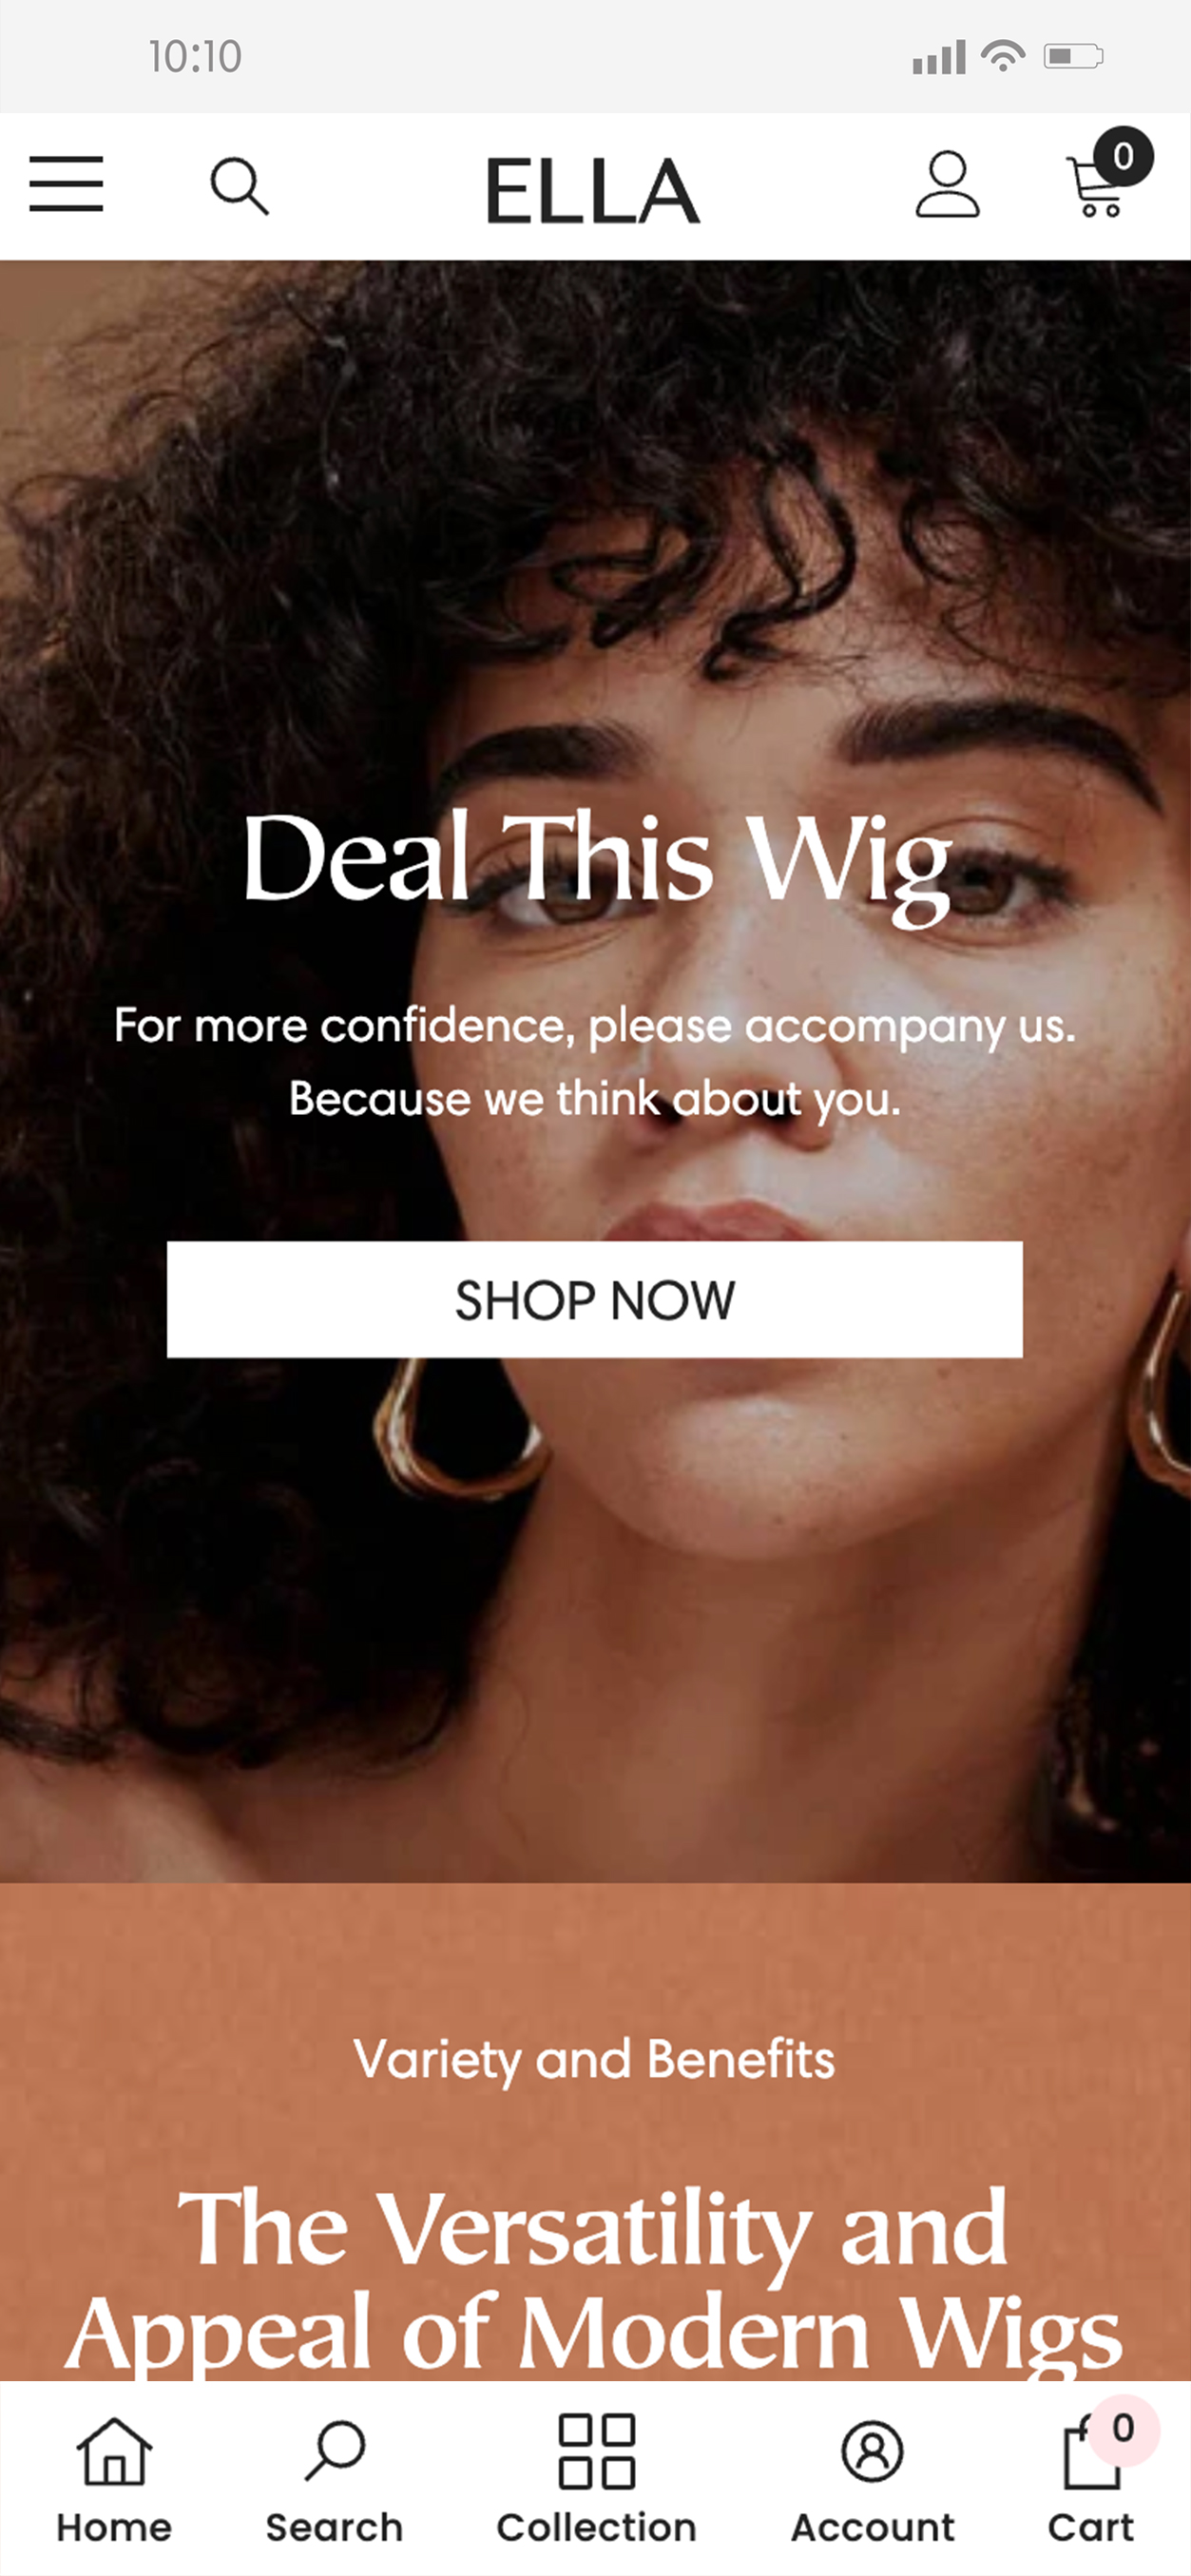 10:10
ELLA
0
Deal This Wig
For more confidence, please accompany us.
Because we think about you.
SHOP NOW
Variety and Benefits
The Versatility and
Appeal of Modern Wigs
0
Home Search Collection Account Cart